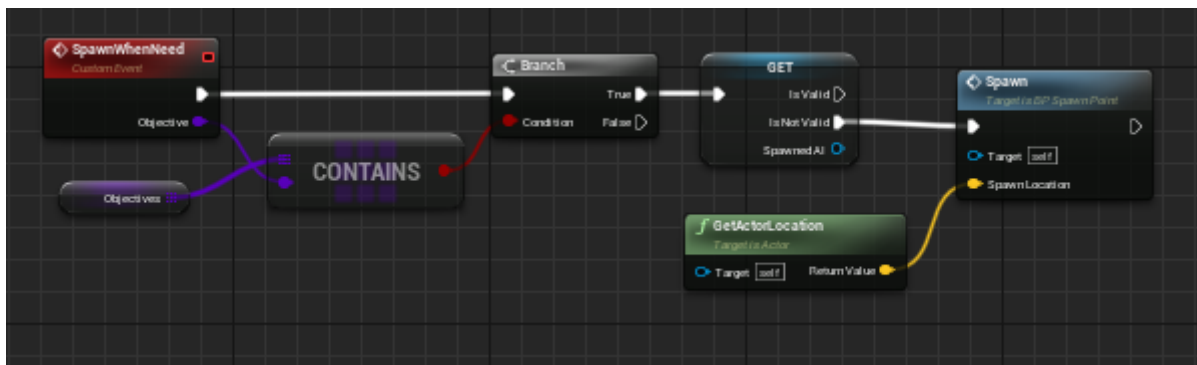 SpawnWhenNeed
Custom Event
Objective
Objectives
CONTAINS
Branch
True
Condition
False
GET
Is Valid
Is Not Valid
Spawned AI
GetActorLocation
Target is Actor
Target self
Return Value
Spawn
Target is BP Spawn Point
Target self
Spawn Location